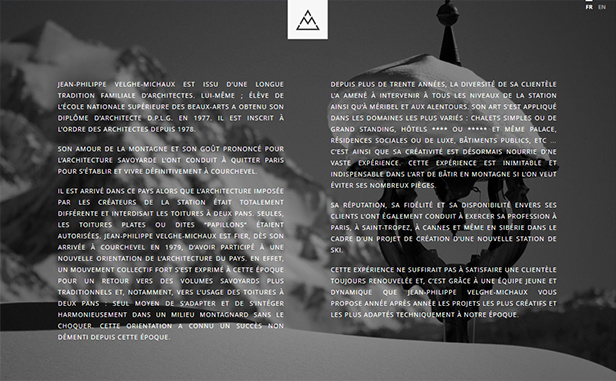 FR EN
JEAN-PHILIPPE VELGHE-MICHAUX EST ISSU D'UNE LONGUE
TRADITION FAMILIALE D'ARCHITECTES. LUI-MÊME ; ÉLÈVE DE
L'ÉCOLE NATIONALE SUPÉRIEURE DES BEAUX-ARTS A OBTENU SON
DIPLÔME D'ARCHITECTE D.P.L.G. EN 1977. IL EST INSCRIT À
L'ORDRE DES ARCHITECTES DEPUIS 1978.
SON AMOUR DE LA MONTAGNE ET SON GOÛT PRONONCÉ POUR
L'ARCHITECTURE SAVOYARDE L'ONT CONDUIT À QUITTER PARIS
POUR S'ÉTABLIR ET VIVRE DÉFINITIVEMENT À COURCHEVEL.
IL EST ARRIVÉ DANS CE PAYS ALORS QUE L'ARCHITECTURE IMPOSÉE
PAR LES CRÉATEURS DE LA STATION ÉTAIT TOTALEMENT
DIFFÉRENTE ET INTERDISAIT LES TOITURES À DEUX PANS. SEULES,
LES TOITURES PLATES OU DITES "PAPILLONS" ÉTAIENT
AUTORISÉES. JEAN-PHILIPPE VELGHE-MICHAUX EST FIER, DÈS SON
ARRIVÉE À COURCHEVEL EN 1979, D'AVOIR PARTICIPÉ À UNE
NOUVELLE ORIENTATION DE L'ARCHITECTURE DU PAYS. EN EFFET,
UN MOUVEMENT COLLECTIF FORT S'EST EXPRIMÉ À CETTE ÉPOQUE
POUR UN RETOUR VERS DES VOLUMES SAVOYARDS PLUS
TRADITIONNELS ET, NOTAMMENT, VERS L'USAGE DES TOITURES À
DEUX PANS ; SEUL MOYEN DE S'ADAPTER ET DE S'INTÉGER
HARMONIEUSEMENT DANS UN MILIEU MONTAGNARD SANS LE
CHOQUER. CETTE ORIENTATION A CONNU UN SUCCÈS NON
DÉMENTI DEPUIS CETTE ÉPOQUE.
DEPUIS PLUS DE TRENTE ANNÉES, LA DIVERSITÉ DE SA CLIENTÈLE
L'A AMENÉ À INTERVENIR À TOUS LES NIVEAUX DE LA STATION
AINSI QU'À MÉRIBEL ET AUX ALENTOURS. SON ART S'EST APPLIQUÉ
DANS LES DOMAINES LES PLUS VARIÉS : CHALETS SIMPLES OU DE
GRAND STANDING, HÔTELS **** OU ***** ET MÊME PALACE,
RÉSIDENCES SOCIALES OU DE LUXE, BÂTIMENTS PUBLICS, ETC ...
C'EST AINSI QUE SA CRÉATIVITÉ EST DÉSORMAIS NOURRIE D'UNE
VASTE EXPÉRIENCE. CETTE EXPÉRIENCE EST INIMITABLE ET
INDISPENSABLE DANS L'ART DE BÂTIR EN MONTAGNE SI L'ON VEUT
ÉVITER SES NOMBREUX PIÈGES.
SA RÉPUTATION, SA FIDÉLITÉ ET SA DISPONIBILITÉ ENVERS SES
CLIENTS L'ONT ÉGALEMENT CONDUIT À EXERCER SA PROFESSION À
PARIS, À SAINT-TROPEZ, À CANNES ET MÊME EN SIBÉRIE DANS LE
CADRE D'UN PROJET DE CRÉATION D'UNE NOUVELLE STATION DE
SKI.
CETTE EXPÉRIENCE NE SUFFIRAIT PAS À SATISFAIRE UNE CLIENTÈLE
TOUJOURS RENOUVELÉE ET, C'EST GRÂCE À UNE ÉQUIPE JEUNE ET
DYNAMIQUE QUE JEAN-PHILIPPE VELGHE-MICHAUX VOUS
PROPOSE ANNÉE APRÈS ANNÉE LES PROJETS LES PLUS CRÉATIFS ET
LES PLUS ADAPTÉS TECHNIQUEMENT À NOTRE ÉPOQUE.